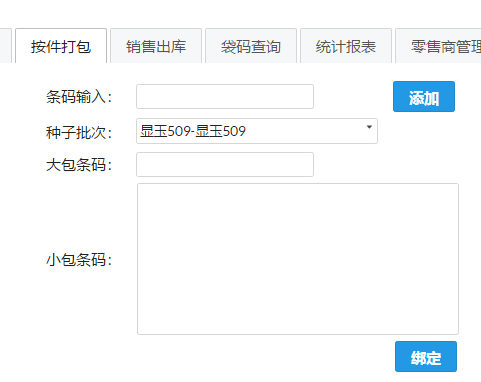 按件打包 销售出库 袋码查询 统计报表 零售商管理
条码输入： 添加
种子批次： 显玉509-显玉509
大包条码：
小包条码：
绑定